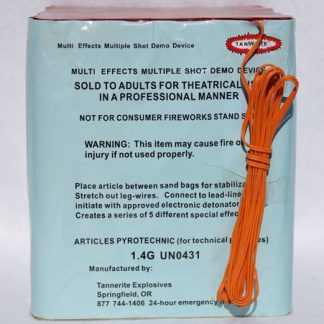 Multi Effects Multiple Shot Demo Device
TANNERITE
MULTI EFFECTS MULTIPLE SHOT DEMO DEVICE
SOLD TO ADULTS FOR THEATRICAL
IN A PROFESSIONAL MANNER
NOT FOR CONSUMER FIREWORKS STAND
WARNING: This item may cause fire
injury if not used properly.
Place article between sand bags for
Stretch out leg-wires. Connect to lead-line
initiate with approved electronic detonator
Creates a series of 5 different special
ARTICLES PYROTECHNIC (for technical
1.4G UN0431
Manufactured by:
Tannerite Explosives
Springfield, OR
877 744-1406 24-hour emergency